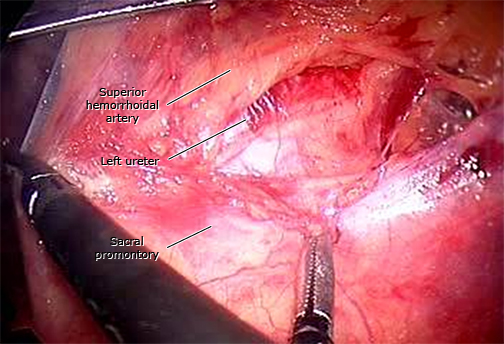 Superior
hemorrhoidal
artery
Left ureter
Sacral
promontory